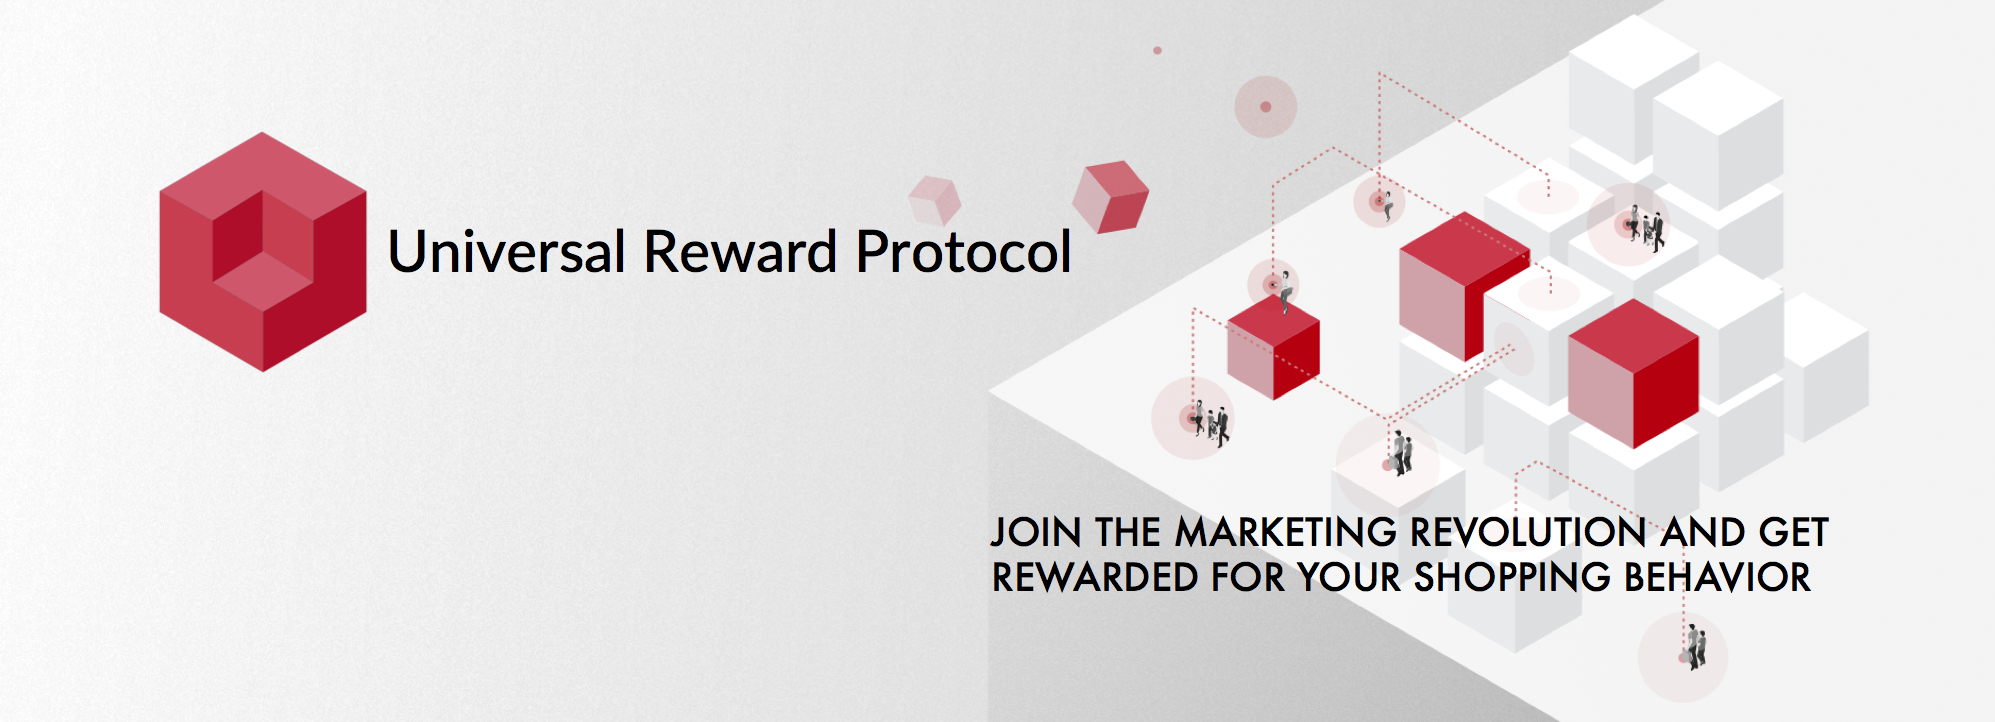 Universal Reward Protocol
JOIN THE MARKETING REVOLUTION AND GET
REWARDED FOR YOUR SHOPPING BEHAVIOR